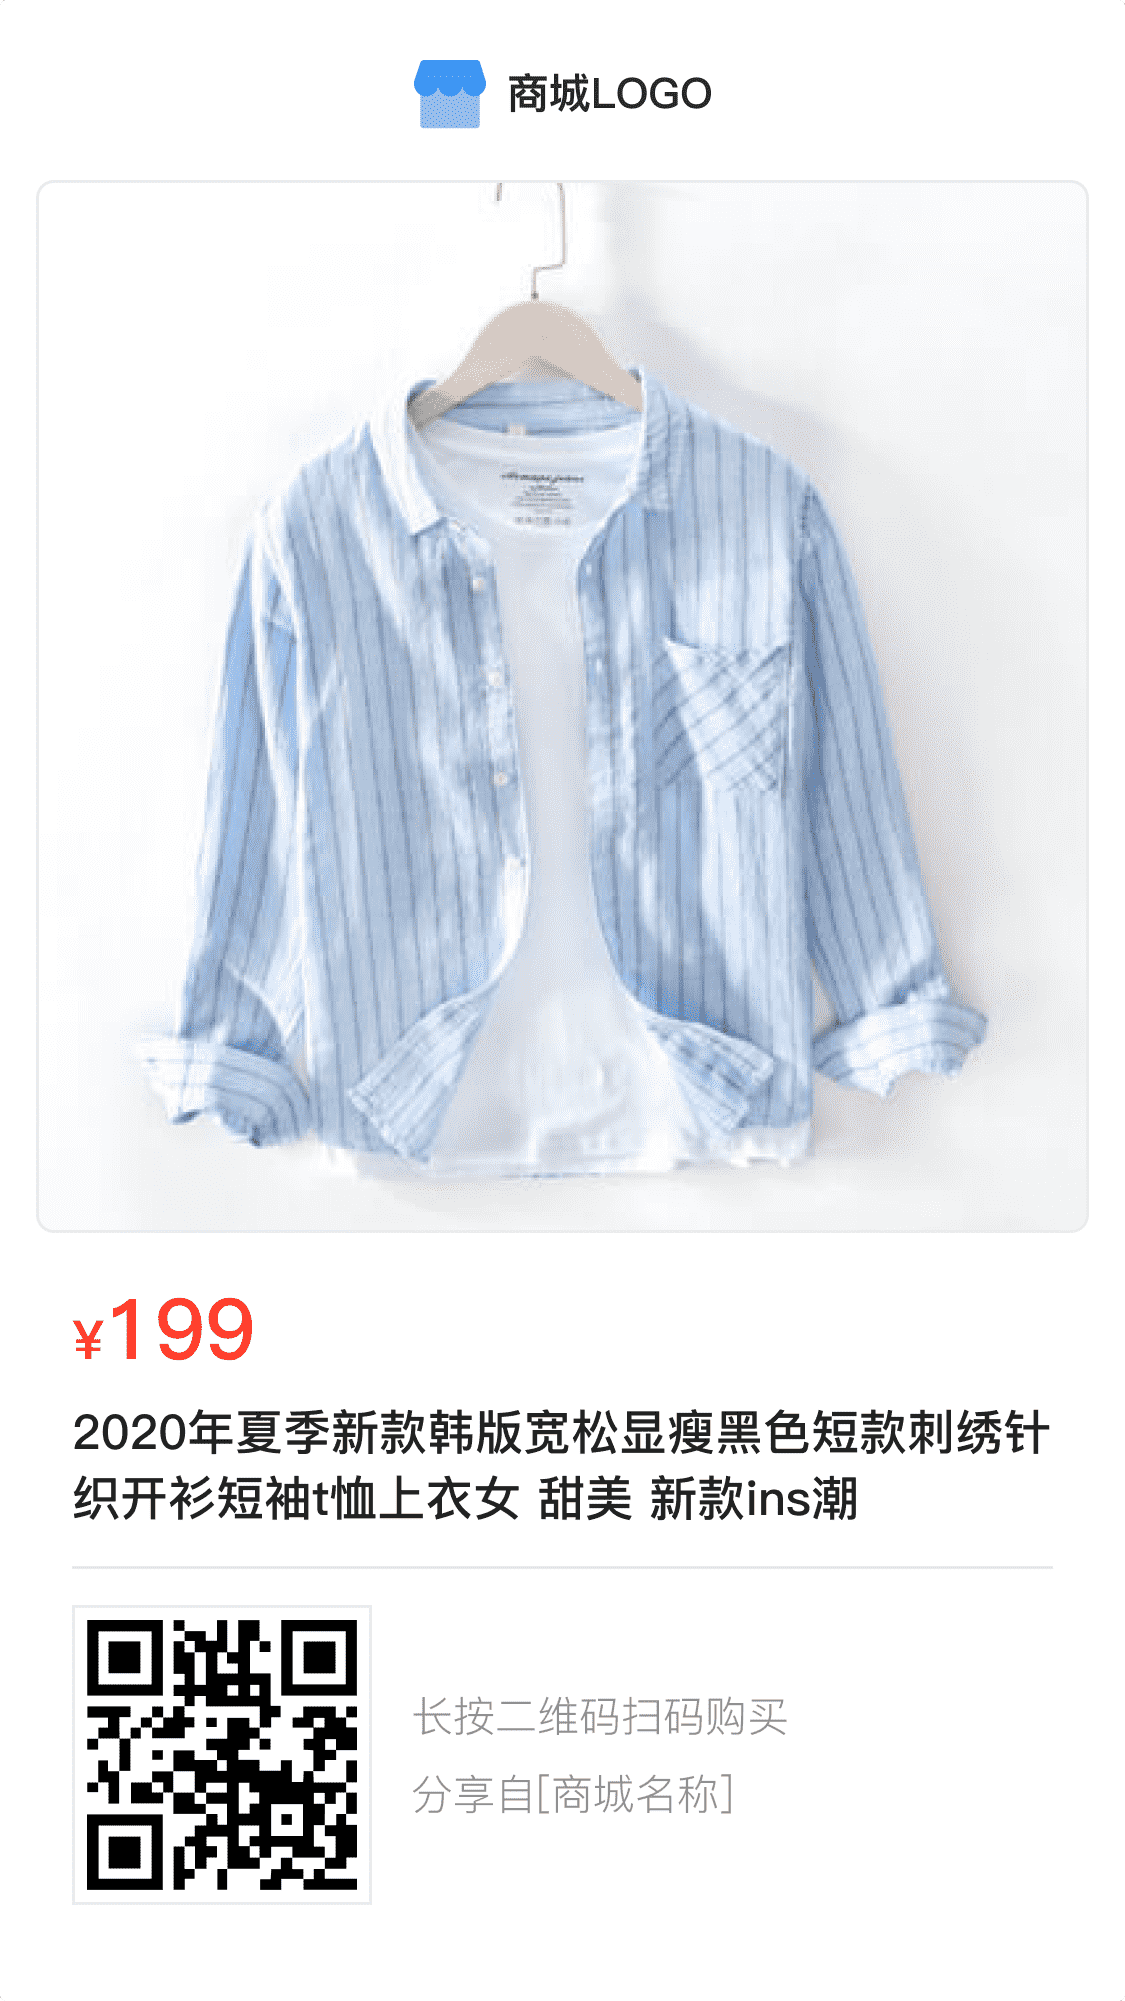 商城LOGO
¥199
2020年夏季新款韩版宽松显瘦黑色短款刺绣针
织开衫短袖t恤上衣女 甜美 新款ins潮
长按二维码扫码购买
分享自[商城名称]